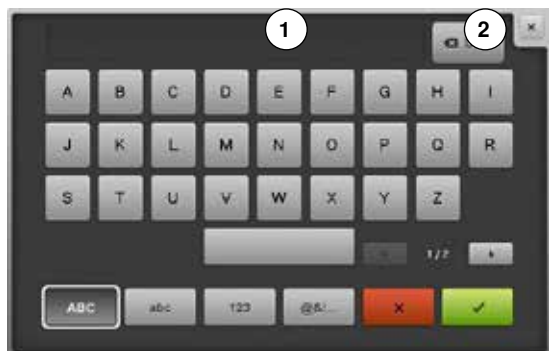 1 2 ×
A B C D E F G H I
J K L M N O P Q R
S T U V W X Y Z
1/2
ABC abc 123 @&!...